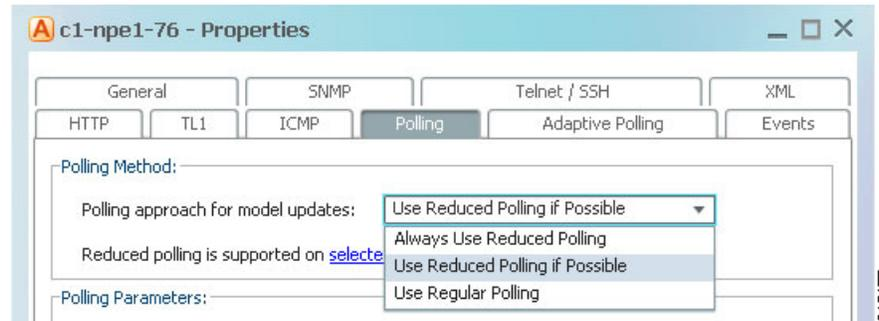 A c1-npe1-76 - Properties
General SNMP Telnet / SSH XML
HTTP TL1 ICMP Polling Adaptive Polling Events
Polling Method:
Polling approach for model updates: Use Reduced Polling if Possible
Always Use Reduced Polling
Reduced polling is supported on selecte
Use Reduced Polling if Possible
Use Regular Polling
Polling Parameters: